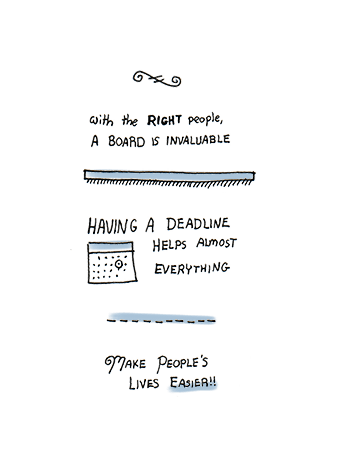 with the RIGHT people,
A BOARD IS INVALUABLE
HAVING A DEADLINE
HELPS ALMOST
EVERYTHING
MAKE PEOPLE'S
LIVES EASIER!!